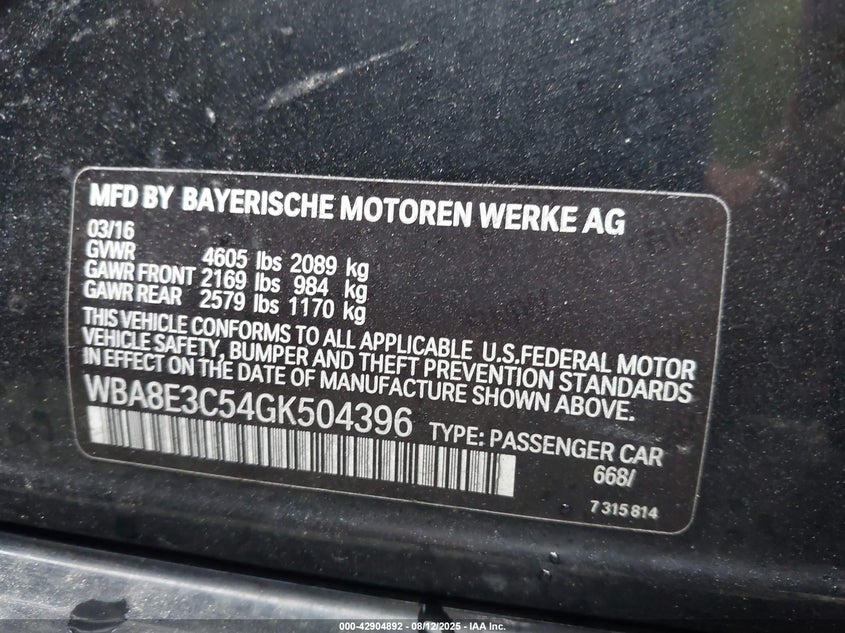 MFD BY BAYERISCHE MOTOREN WERKE AG
03/16
GVWR 4605 lbs 2089 kg
GAWR FRONT 2169 lbs 984 kg
GAWR REAR 2579 lbs 1170 kg
THIS VEHICLE CONFORMS TO ALL APPLICABLE U.S.FEDERAL MOTOR
VEHICLE SAFETY, BUMPER AND THEFT PREVENTION STANDARDS
IN EFFECT ON THE DATE OF MANUFACTURE SHOWN ABOVE.
WBA8E3C54GK504396 TYPE: PASSENGER CAR
668/
7 315 814
000-42904892 - 08/12/2025 - IAA Inc.